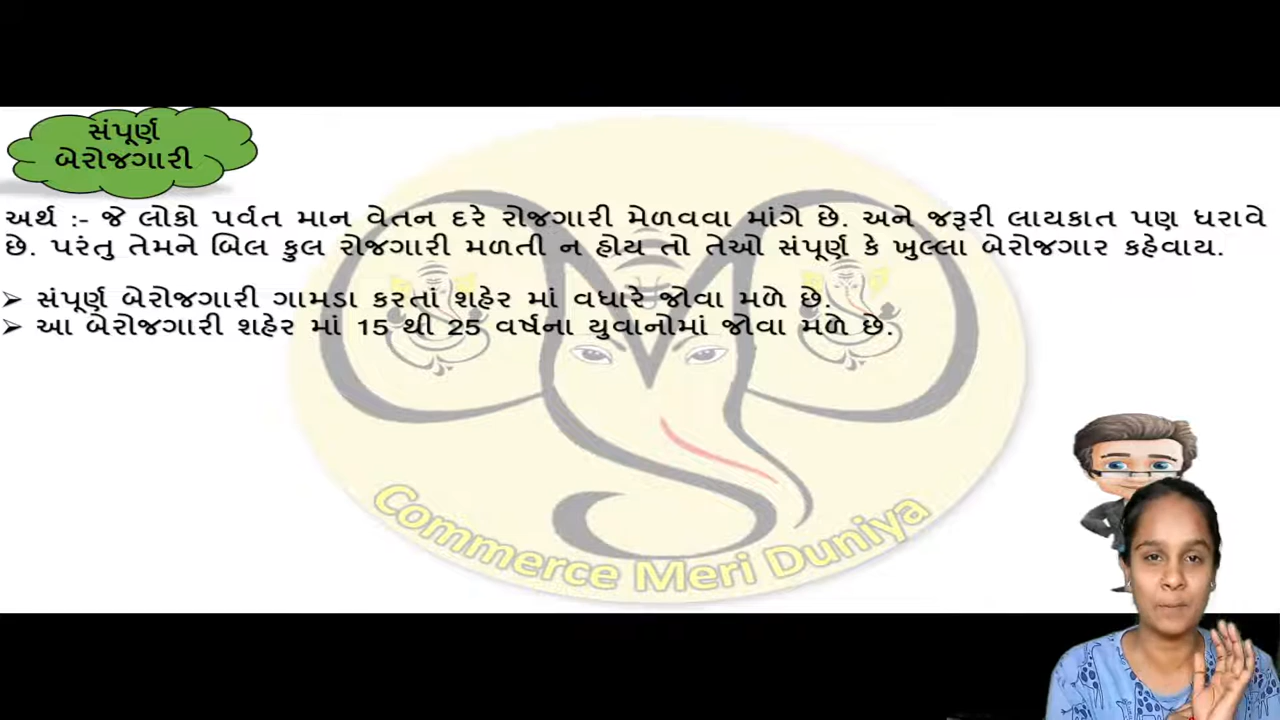 સંપૂર્ણ
બેરોજગારી
અર્થ :- જે લોકો પર્વત માન વેતન દરે રોજગારી મેળવવા માંગે છે. અને જરૂરી લાયકાત પણ ધરાવે
છે. પરંતુ તેમને બિલ કુલ રોજગારી મળતી ન હોય તો તેઓ સંપૂર્ણ કે ખુલ્લા બેરોજગાર કહેવાય.
➢ સંપૂર્ણ બેરોજગારી ગામડા કરતાં શહેર માં વધારે જોવા મળે છે.
➢ આ બેરોજગારી શહેર માં 15 થી 25 વર્ષના યુવાનોમાં જોવા મળે છે.
Commerce Meri Duniya